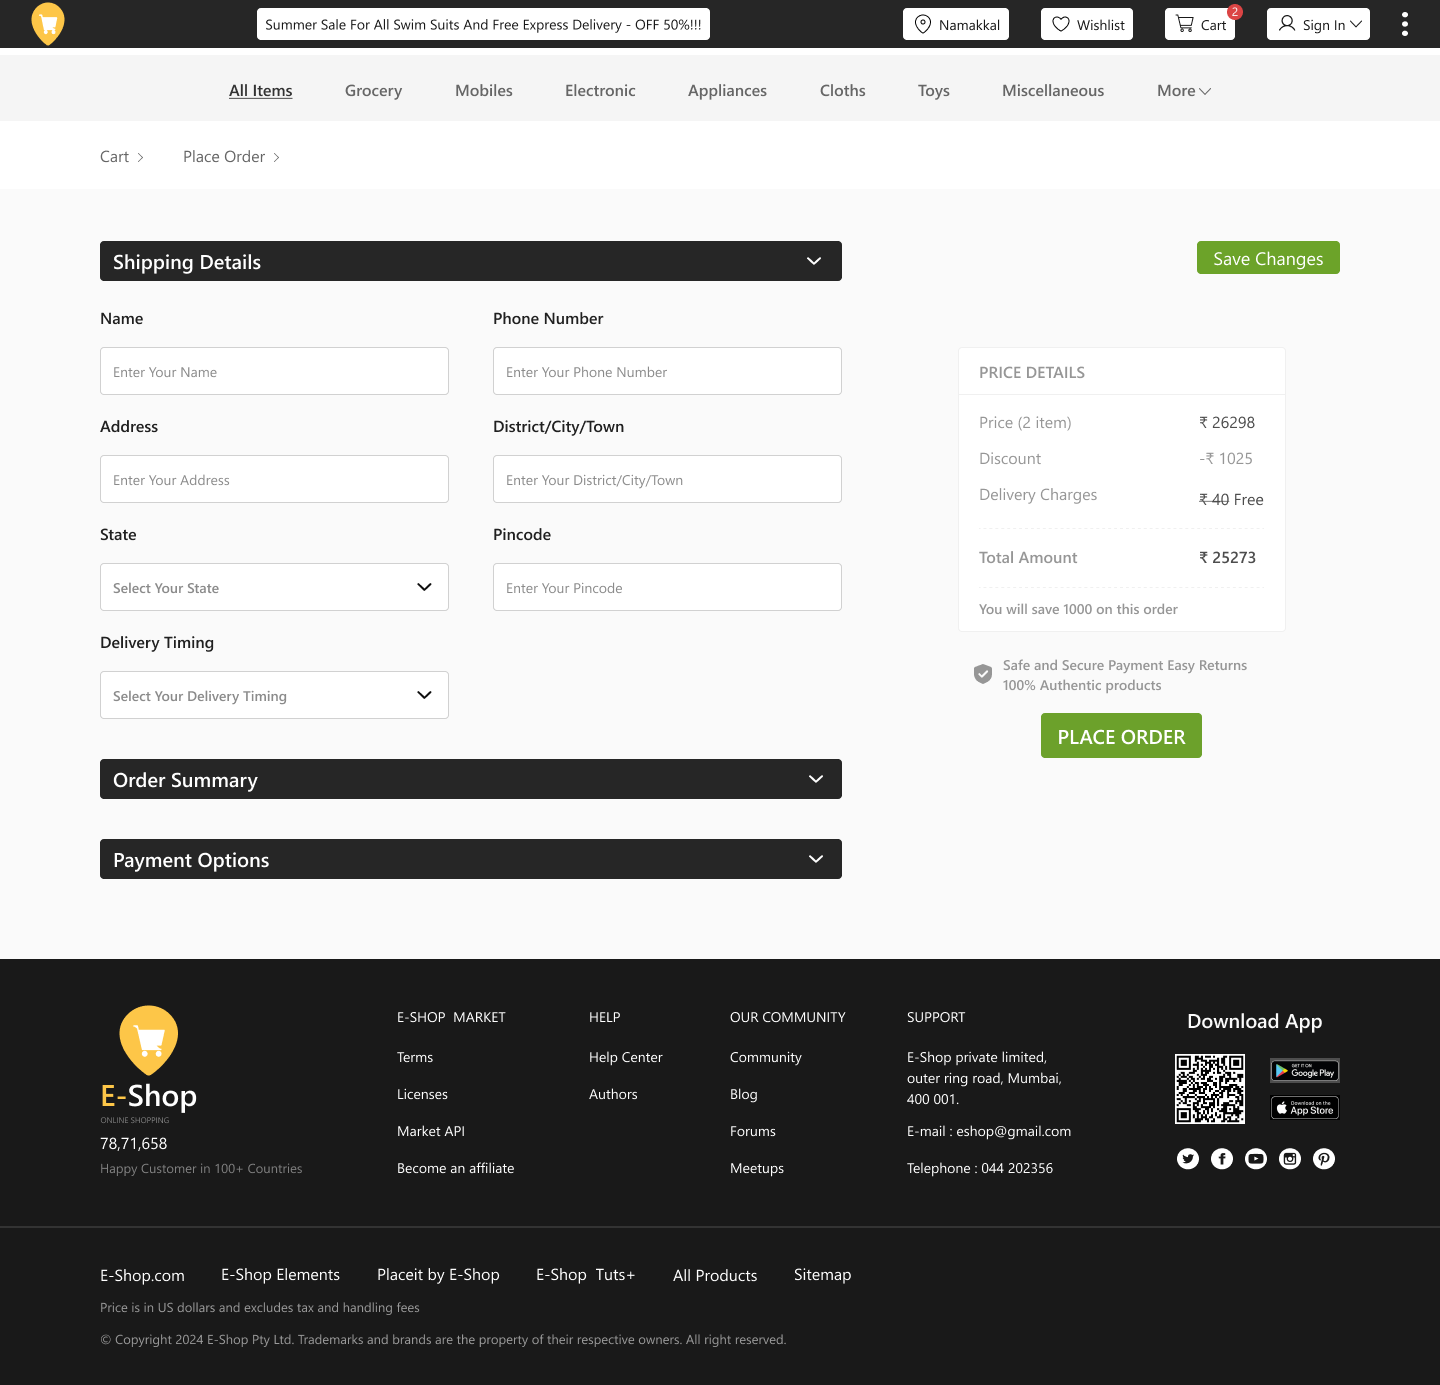 Summer Sale For All Swim Suits And Free Express Delivery - OFF 50%!!!
Namakkal
Wishlist
Cart
2
Sign In
All Items
Grocery
Mobiles
Electronic
Appliances
Cloths
Toys
Miscellaneous
More
Cart
Place Order
Shipping Details
Save Changes
Name
Phone Number
Enter Your Name
Enter Your Phone Number
Address
District/City/Town
Enter Your Address
Enter Your District/City/Town
State
Pincode
Select Your State
Enter Your Pincode
Delivery Timing
Select Your Delivery Timing
PRICE DETAILS
Price (2 item)
₹ 26298
Discount
-₹ 1025
Delivery Charges
₹ 40 Free
Total Amount
₹ 25273
You will save 1000 on this order
Safe and Secure Payment Easy Returns
100% Authentic products
PLACE ORDER
Order Summary
Payment Options
E-Shop
ONLINE SHOPPING
78,71,658
Happy Customer in 100+ Countries
E-SHOP  MARKET
Terms
Licenses
Market API
Become an affiliate
HELP
Help Center
Authors
OUR COMMUNITY
Community
Blog
Forums
Meetups
SUPPORT
E-Shop private limited,
outer ring road, Mumbai,
400 001.
E-mail : eshop@gmail.com
Telephone : 044 202356
Download App
GET IT ON
Google Play
Download on the
App Store
E-Shop.com
E-Shop Elements
Placeit by E-Shop
E-Shop  Tuts+
All Products
Sitemap
Price is in US dollars and excludes tax and handling fees
© Copyright 2024 E-Shop Pty Ltd. Trademarks and brands are the property of their respective owners. All right reserved.